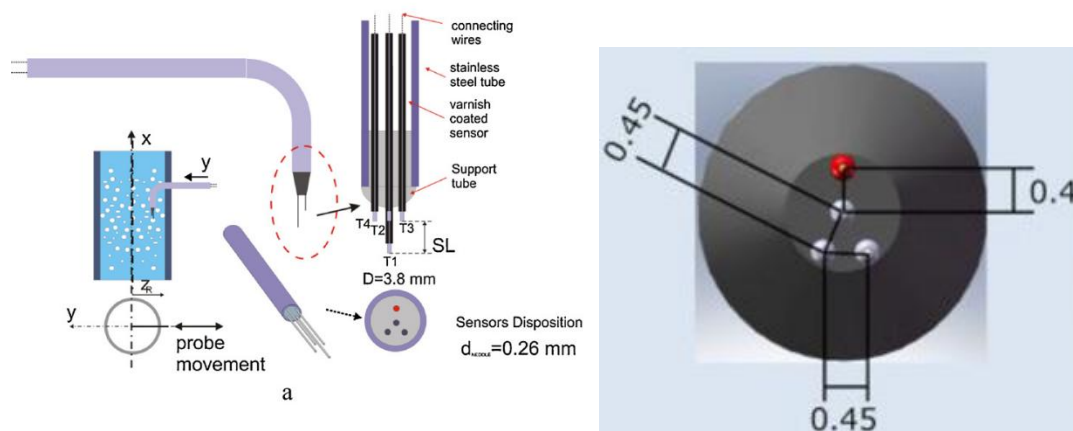 connecting
wires
stainless
steel tube
varnish
coated
sensor
Support
tube
x
y
T4
T2
T3
SL
T1
D=3.8 mm
Z R
y
probe
movement
Sensors Disposition
d NEEDLE=0.26 mm
a
0.45
0.4
0.45